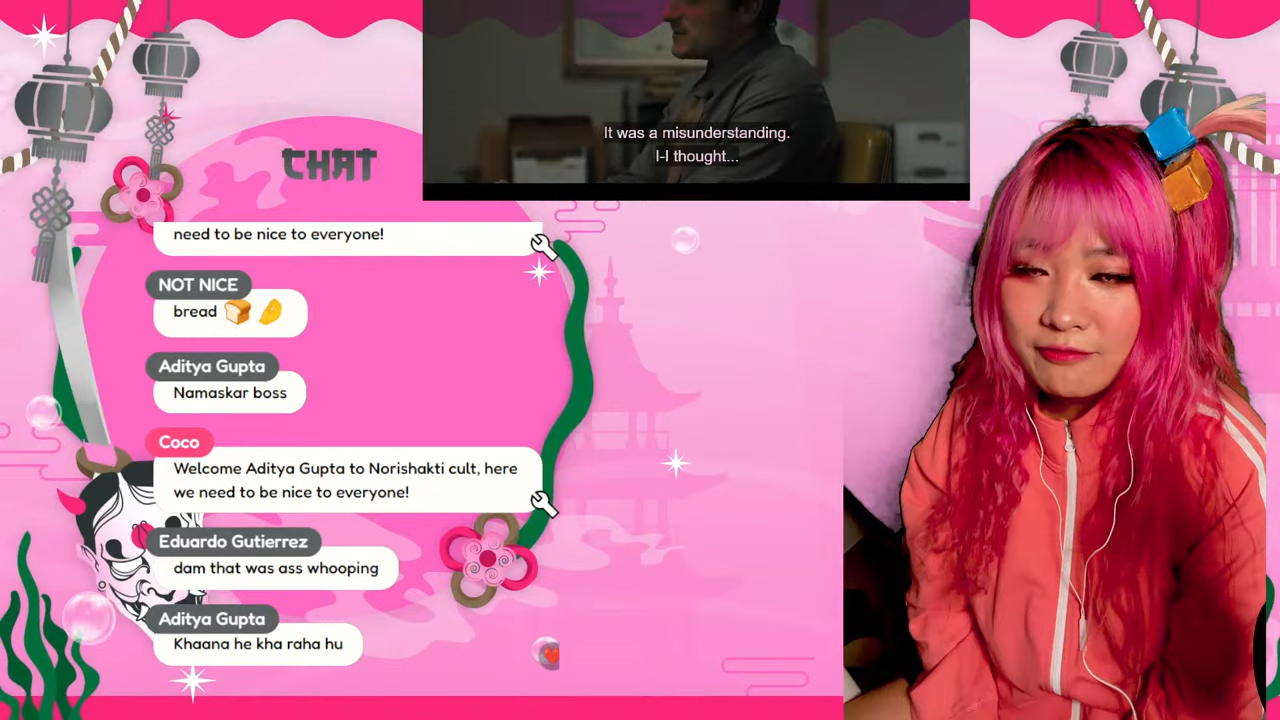 It was a misunderstanding.
I-I thought...
CHAT
need to be nice to everyone!
NOT NICE
bread 🍞 🤌
Aditya Gupta
Namaskar boss
Coco
Welcome Aditya Gupta to Norishakti cult, here
we need to be nice to everyone!
Eduardo Gutierrez
dam that was ass whooping
Aditya Gupta
Khaana he kha raha hu